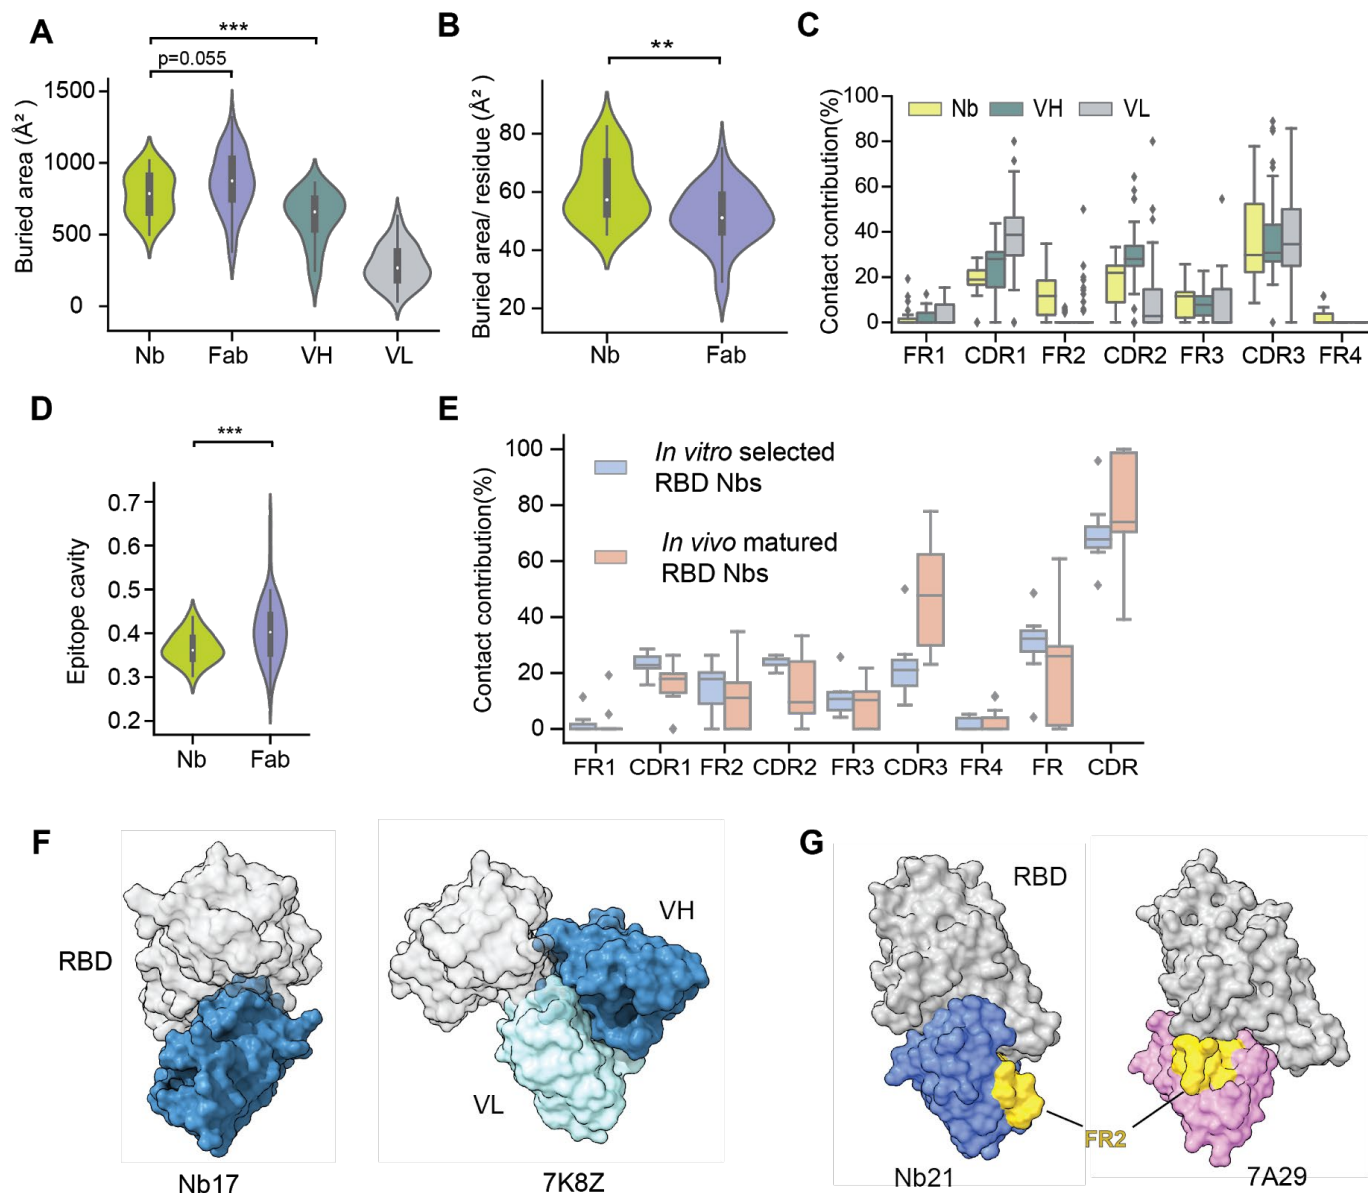 A
Buried area (Å² )
1500
1000
500
0
***
p=0.055
Nb
Fab
VH
VL
B
Buried area/ residue (Å² )
80
60
40
20
**
Nb
Fab
C
Contact contribution(%)
100
80
60
40
20
0
Nb
VH
VL
FR1
CDR1
FR2
CDR2
FR3
CDR3
FR4
D
Epitope cavity
0.7
0.6
0.5
0.4
0.3
0.2
***
Nb
Fab
E
Contact contribution(%)
100
80
60
40
20
0
In vitro selected
RBD Nbs
In vivo matured
RBD Nbs
FR1
CDR1
FR2
CDR2
FR3
CDR3
FR4
FR
CDR
F
RBD
Nb17
VH
VL
7K8Z
G
RBD
FR2
Nb21
7A29